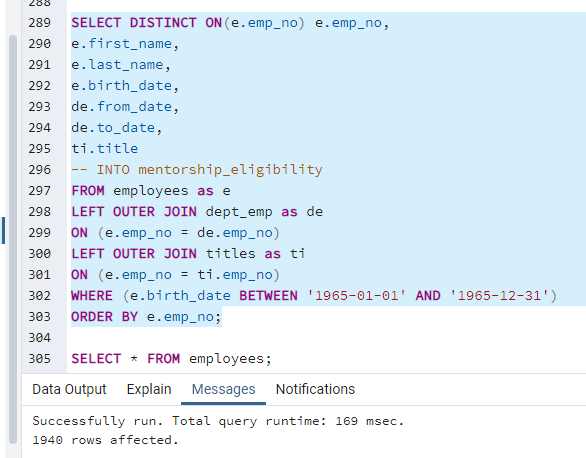 288
289 SELECT DISTINCT ON(e.emp_no) e.emp_no,
290 e.first_name,
291 e.last_name,
292 e.birth_date,
293 de.from_date,
294 de.to_date,
295 ti.title
296 -- INTO mentorship_eligibility
297 FROM employees as e
298 LEFT OUTER JOIN dept_emp as de
299 ON (e.emp_no = de.emp_no)
300 LEFT OUTER JOIN titles as ti
301 ON (e.emp_no = ti.emp_no)
302 WHERE (e.birth_date BETWEEN '1965-01-01' AND '1965-12-31')
303 ORDER BY e.emp_no;
304
305 SELECT * FROM employees;
Data Output Explain Messages Notifications
Successfully run. Total query runtime: 169 msec.
1940 rows affected.